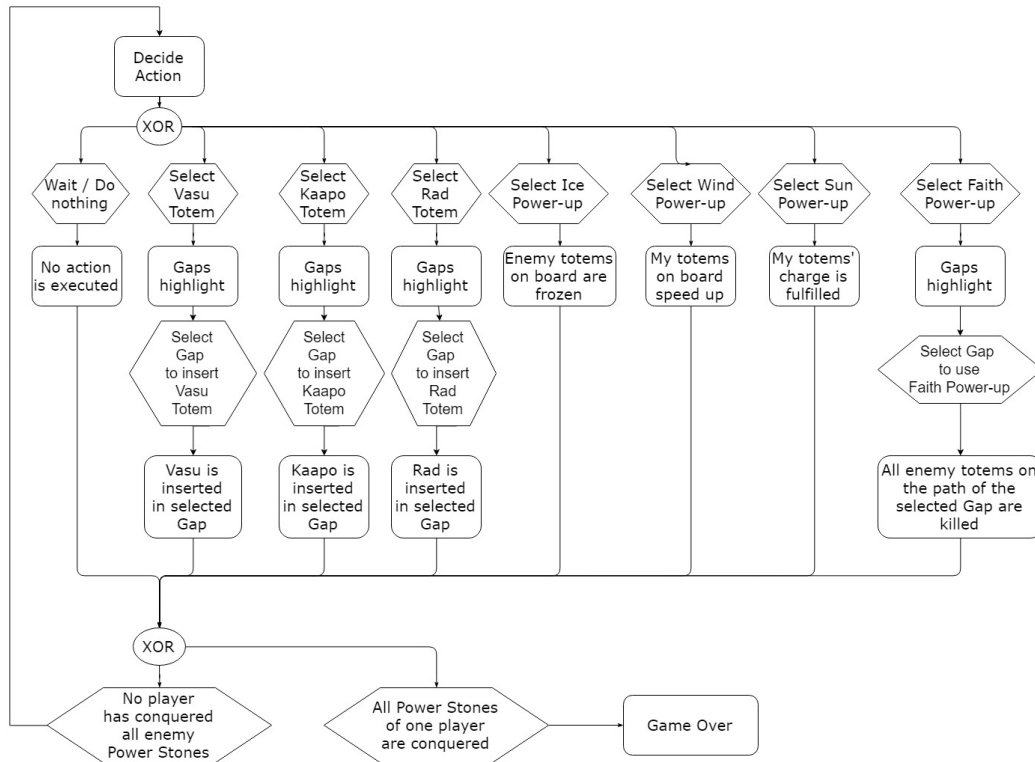 Decide
Action
XOR
Wait / Do
nothing
Select
Vasu
Totem
Select
Kaapo
Totem
Select
Rad
Totem
Select Ice
Power-up
Select Wind
Power-up
Select Sun
Power-up
Select Faith
Power-up
No action
is executed
Gaps
highlight
Gaps
highlight
Gaps
highlight
Enemy totems
on board are
frozen
My totems
on board
speed up
My totems'
charge is
fulfilled
Gaps
highlight
Select
Gap
to insert
Vasu
Totem
Select
Gap
to insert
Kaapo
Totem
Select
Gap
to insert
Rad
Totem
Select Gap
to use
Faith Power-up
Vasu is
inserted
in selected
Gap
Kaapo is
inserted
in selected
Gap
Rad is
inserted
in selected
Gap
All enemy totems on
the path of the
selected Gap are
killed
XOR
No player
has conquered
all enemy
Power Stones
All Power Stones
of one player
are conquered
Game Over